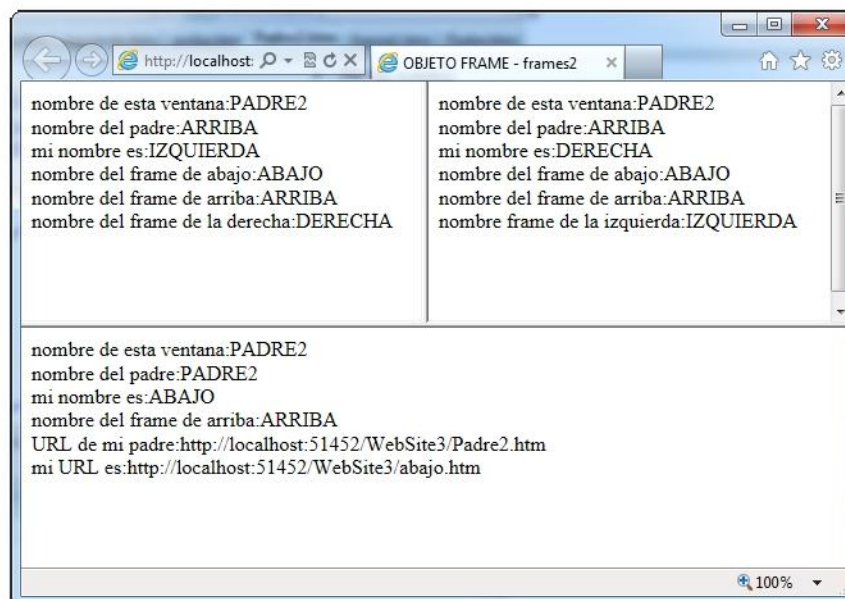 http://localhost:
OBJETO FRAME - frames2
nombre de esta ventana:PADRE2
nombre del padre:ARRIBA
mi nombre es:IZQUIERDA
nombre del frame de abajo:ABAJO
nombre del frame de arriba:ARRIBA
nombre del frame de la derecha:DERECHA
nombre de esta ventana:PADRE2
nombre del padre:ARRIBA
mi nombre es:DERECHA
nombre del frame de abajo:ABAJO
nombre del frame de arriba:ARRIBA
nombre frame de la izquierda:IZQUIERDA
nombre de esta ventana:PADRE2
nombre del padre:PADRE2
mi nombre es:ABAJO
nombre del frame de arriba:ARRIBA
URL de mi padre:http://localhost:51452/WebSite3/Padre2.htm
mi URL es:http://localhost:51452/WebSite3/abajo.htm
100%